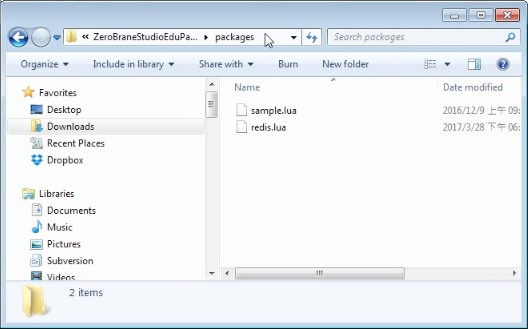 « ZeroBraneStudioEduPa... ▸ packages
Search packages
Organize Include in library Share with Burn New folder
Name Date modified
Favorites
Desktop
Downloads
Recent Places
Dropbox
Libraries
Documents
Music
Pictures
Subversion
Videos
sample.lua 2016/12/9 上午 09:
redis.lua 2017/3/28 下午 06:
2 items